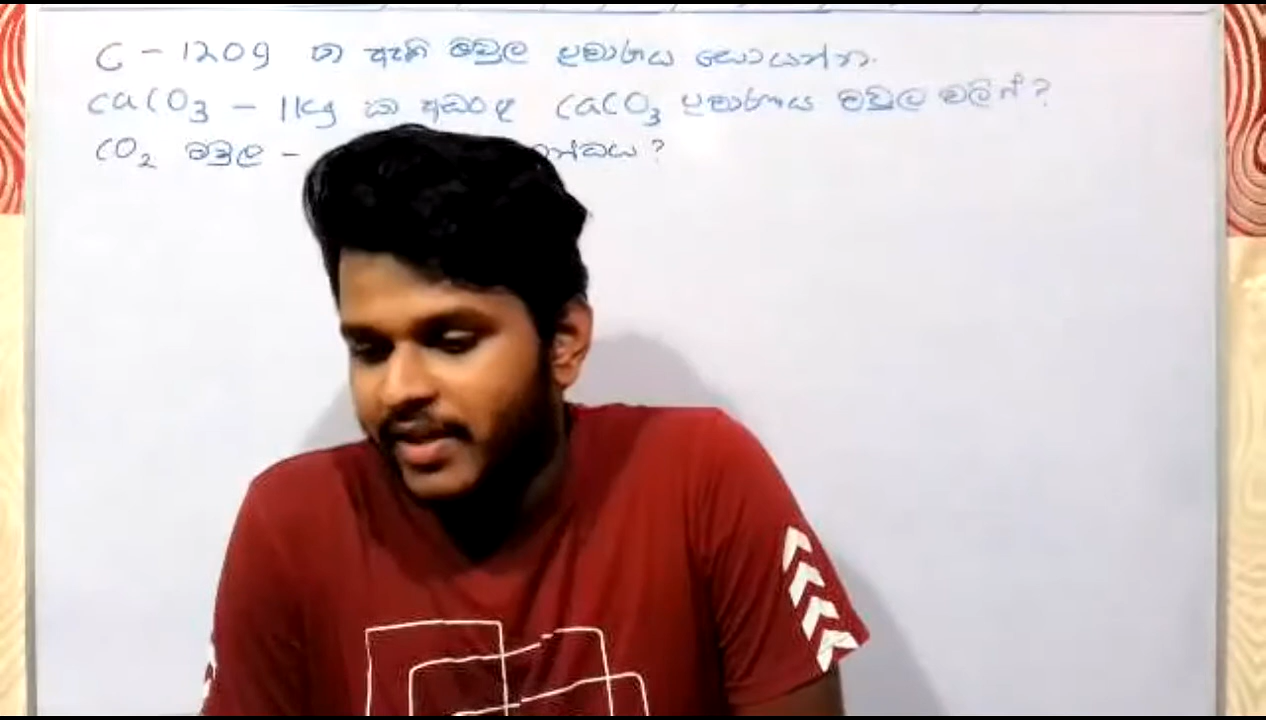 C - 120g ක ඇති මවුල ප්‍රමාණය සොයන්න.
CaCO3 - 1kg ක අඩංගු CaCO3 ප්‍රමාණය මවුල වලින්?
CO2 මවුල - ?